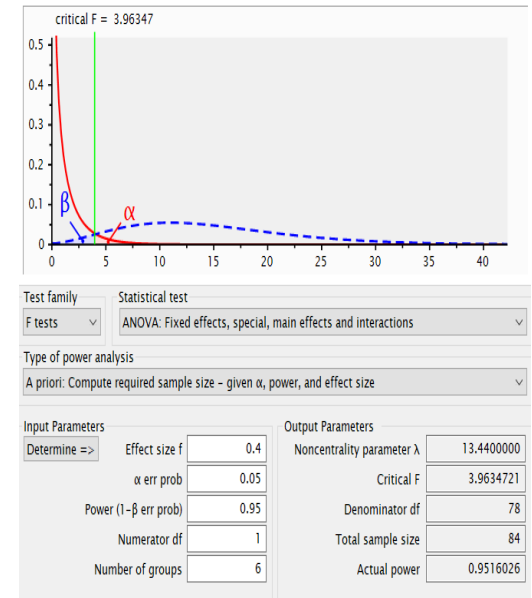 critical F = 3.96347
0.5
0.4
0.3
0.2
0.1
0
β
α
0 5 10 15 20 25 30 35 40
Test family
Statistical test
F tests
ANOVA: Fixed effects, special, main effects and interactions
Type of power analysis
A priori: Compute required sample size - given α, power, and effect size
Input Parameters
Determine =>
Effect size f 0.4
α err prob 0.05
Power (1-β err prob) 0.95
Numerator df 1
Number of groups 6
Output Parameters
Noncentrality parameter λ 13.4400000
Critical F 3.9634721
Denominator df 78
Total sample size 84
Actual power 0.9516026